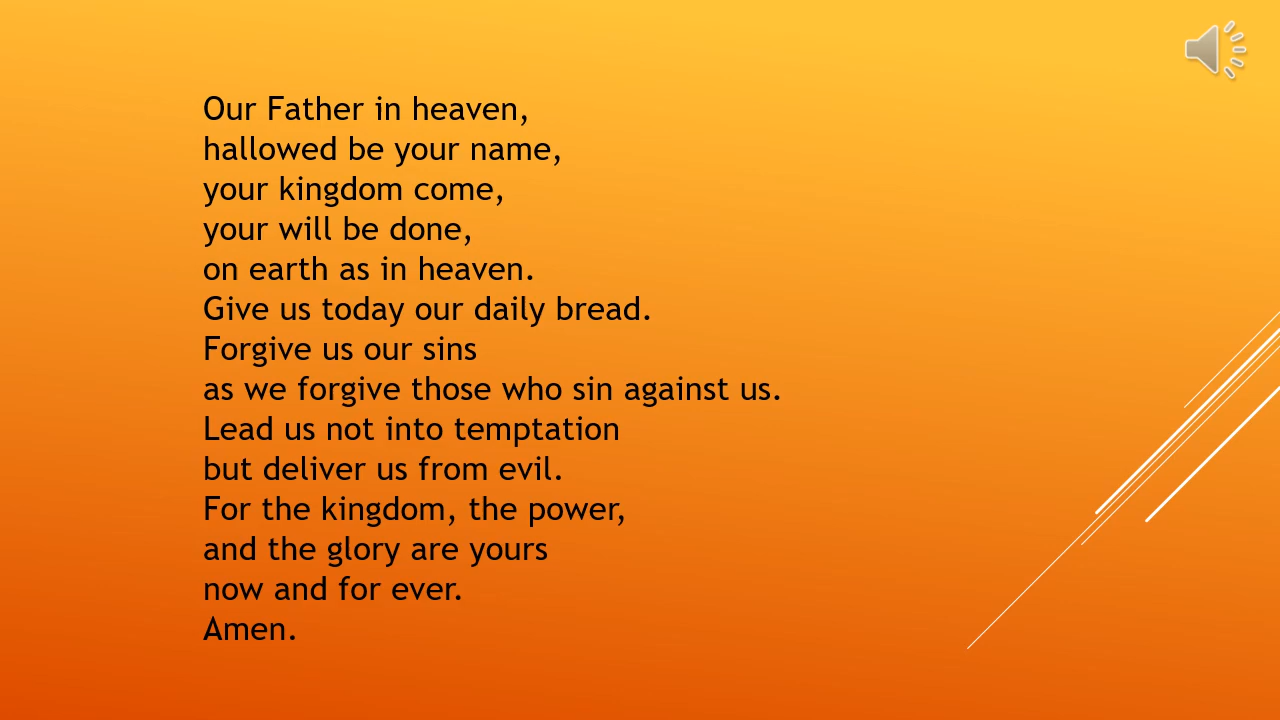 Our Father in heaven,
hallowed be your name,
your kingdom come,
your will be done,
on earth as in heaven.
Give us today our daily bread.
Forgive us our sins
as we forgive those who sin against us.
Lead us not into temptation
but deliver us from evil.
For the kingdom, the power,
and the glory are yours
now and for ever.
Amen.